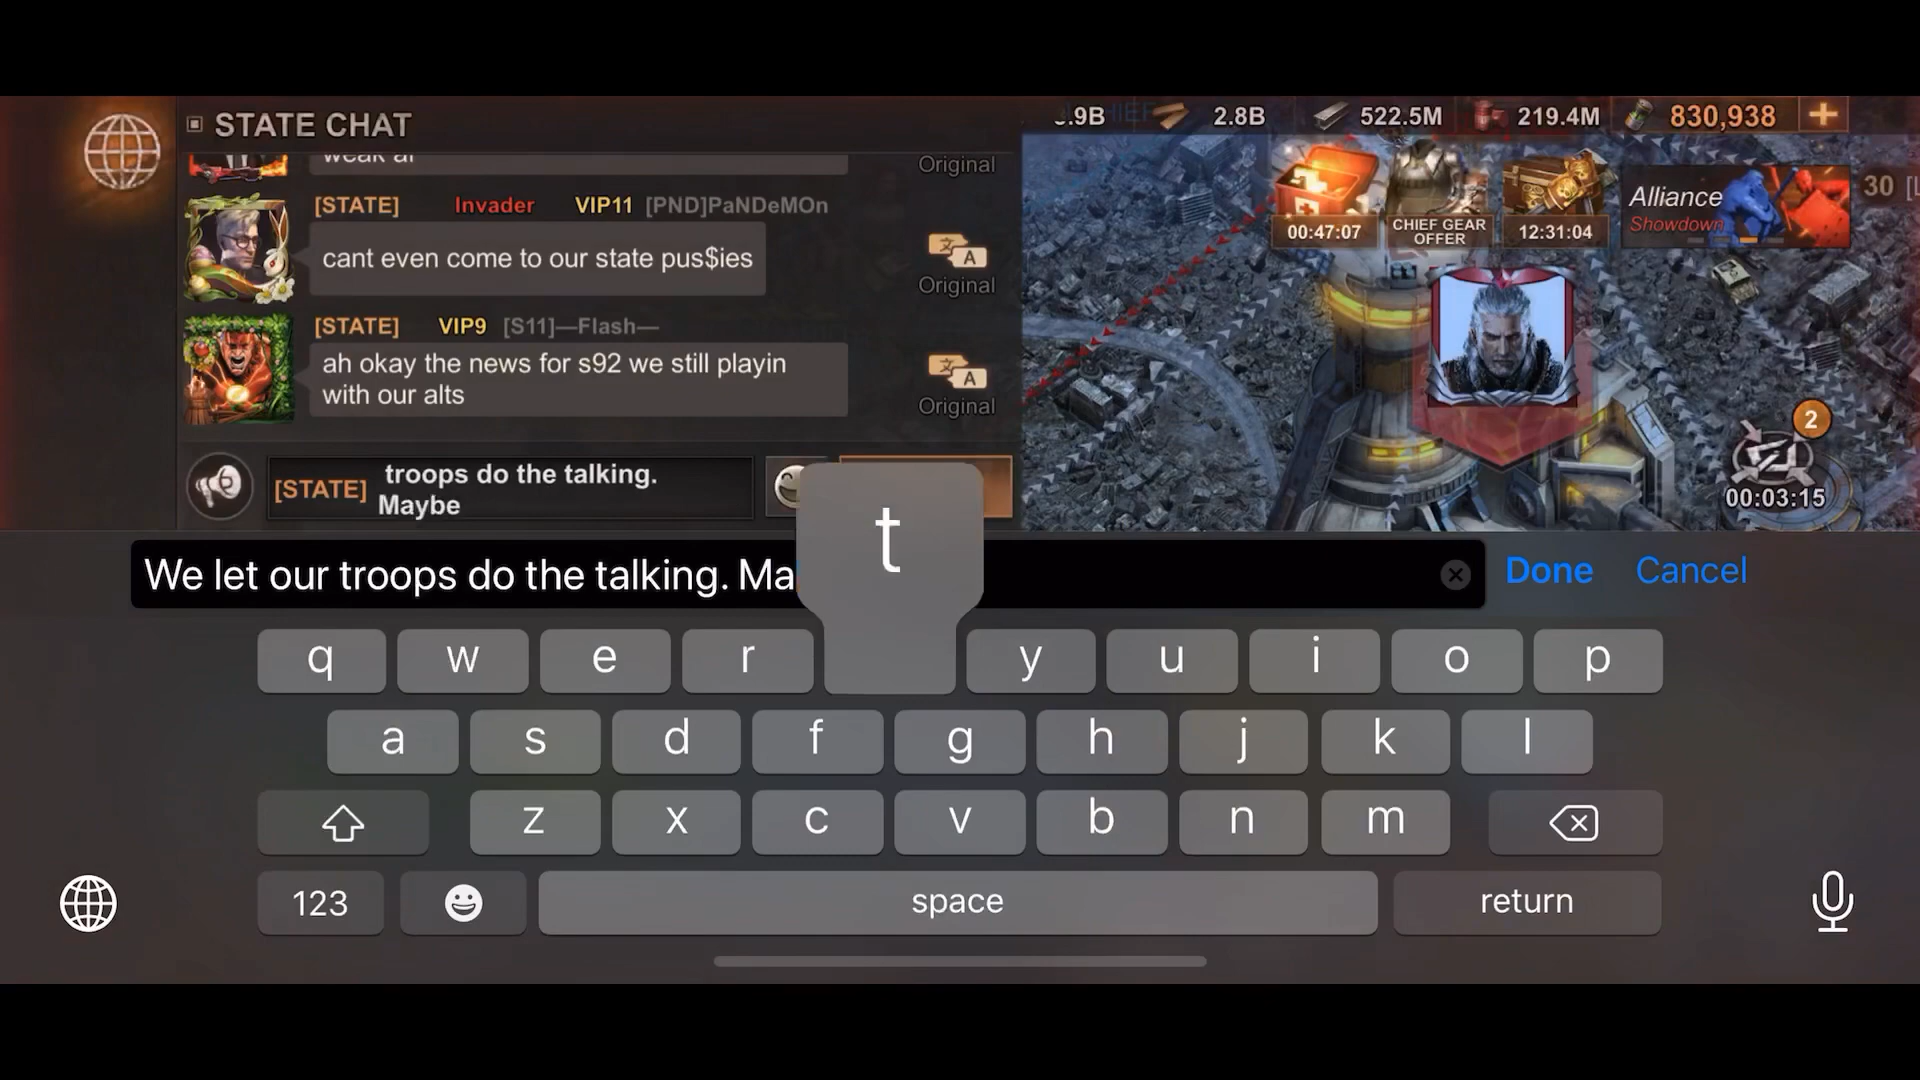 STATE CHAT
.9B
2.8B
522.5M
219.4M
830,938
weak af
Original
[STATE] Invader VIP11 [PND]PaNDeMOn
cant even come to our state pus$ies
Original
[STATE] VIP9 [S11]—Flash—
ah okay the news for s92 we still playin
with our alts
Original
[STATE] troops do the talking.
Maybe
00:47:07
CHIEF GEAR
OFFER
12:31:04
Alliance
Showdown
30
2
00:03:15
We let our troops do the talking. Ma
Done
Cancel
t
q w e r y u i o p
a s d f g h j k l
z x c v b n m
123
space
return